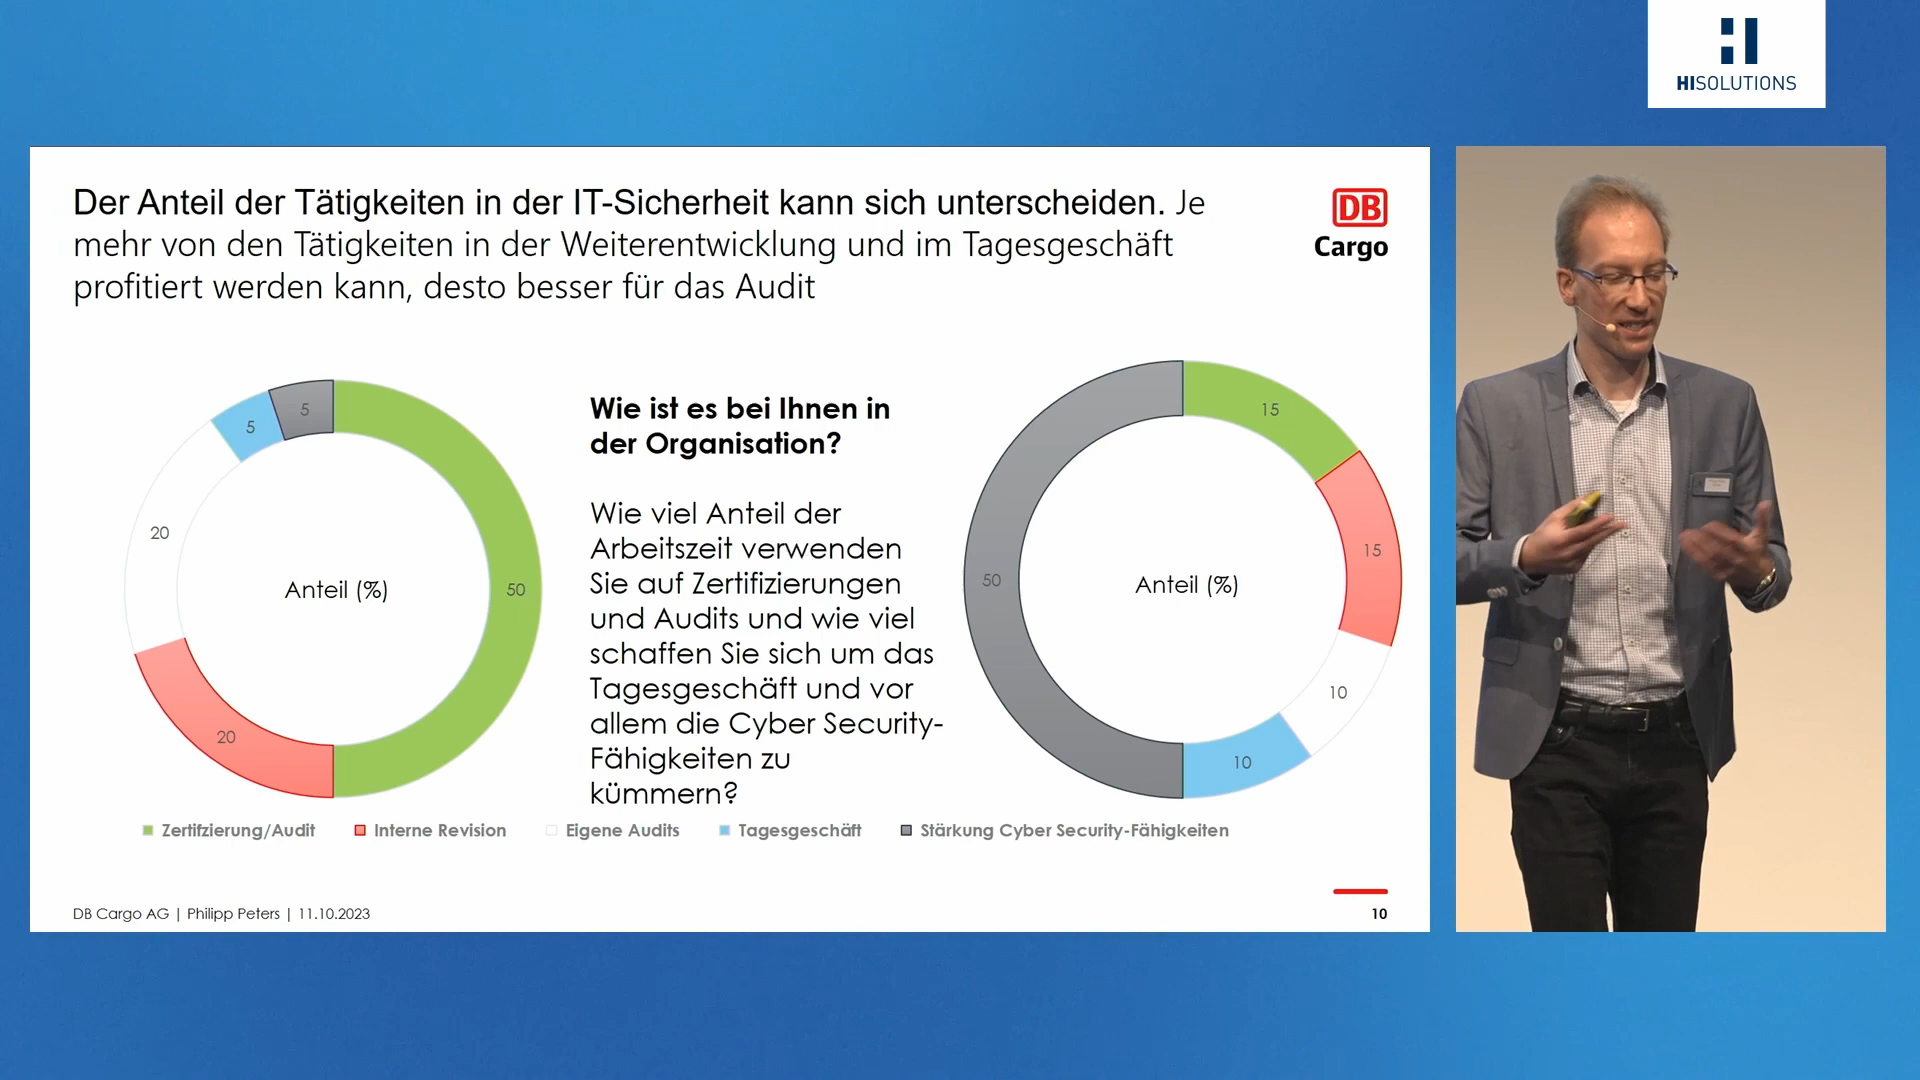 HISOLUTIONS
Der Anteil der Tätigkeiten in der IT-Sicherheit kann sich unterscheiden. Je
mehr von den Tätigkeiten in der Weiterentwicklung und im Tagesgeschäft
profitiert werden kann, desto besser für das Audit
DB
Cargo
5
5
20
20
50
Anteil (%)
Wie ist es bei Ihnen in
der Organisation?
Wie viel Anteil der
Arbeitszeit verwenden
Sie auf Zertifizierungen
und Audits und wie viel
schaffen Sie sich um das
Tagesgeschäft und vor
allem die Cyber Security-
Fähigkeiten zu
kümmern?
15
15
10
10
50
Anteil (%)
Zertifzierung/Audit
Interne Revision
Eigene Audits
Tagesgeschäft
Stärkung Cyber Security-Fähigkeiten
DB Cargo AG | Philipp Peters | 11.10.2023
10